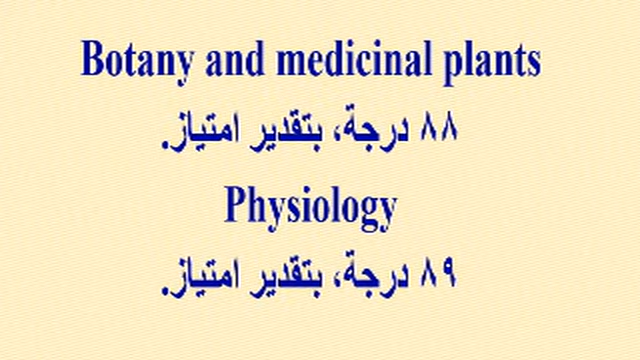 Botany and medicinal plants
٨٨ درجة، بتقدير امتياز.
Physiology
٨٩ درجة، بتقدير امتياز.